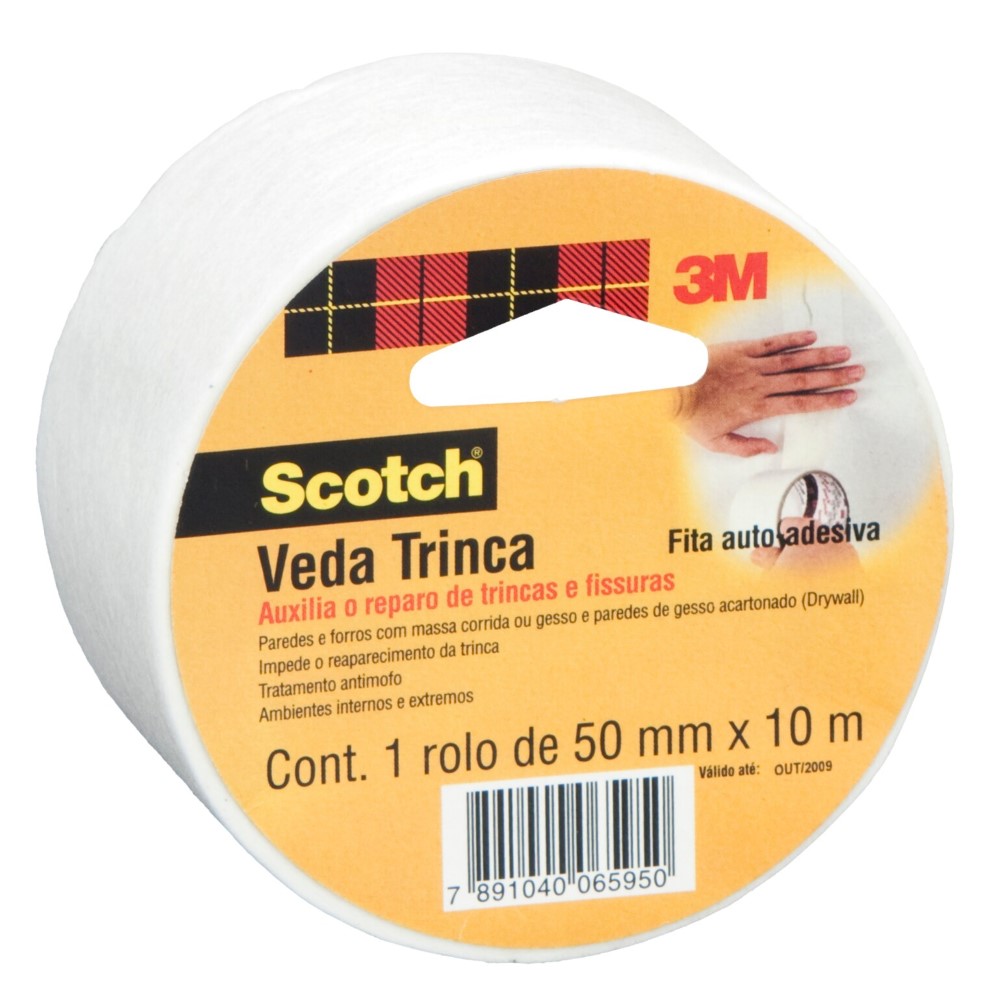 3M
Scotch®
Veda Trinca
Fita autoadesiva
Auxilia o reparo de trincas e fissuras
Paredes e forros com massa corrida ou gesso e paredes de gesso acartonado (Drywall)
Impede o reaparecimento da trinca
Tratamento antimofo
Ambientes internos e extremos
Cont. 1 rolo de 50 mm x 10 m
Válido até: OUT/2009
7 891040 065950